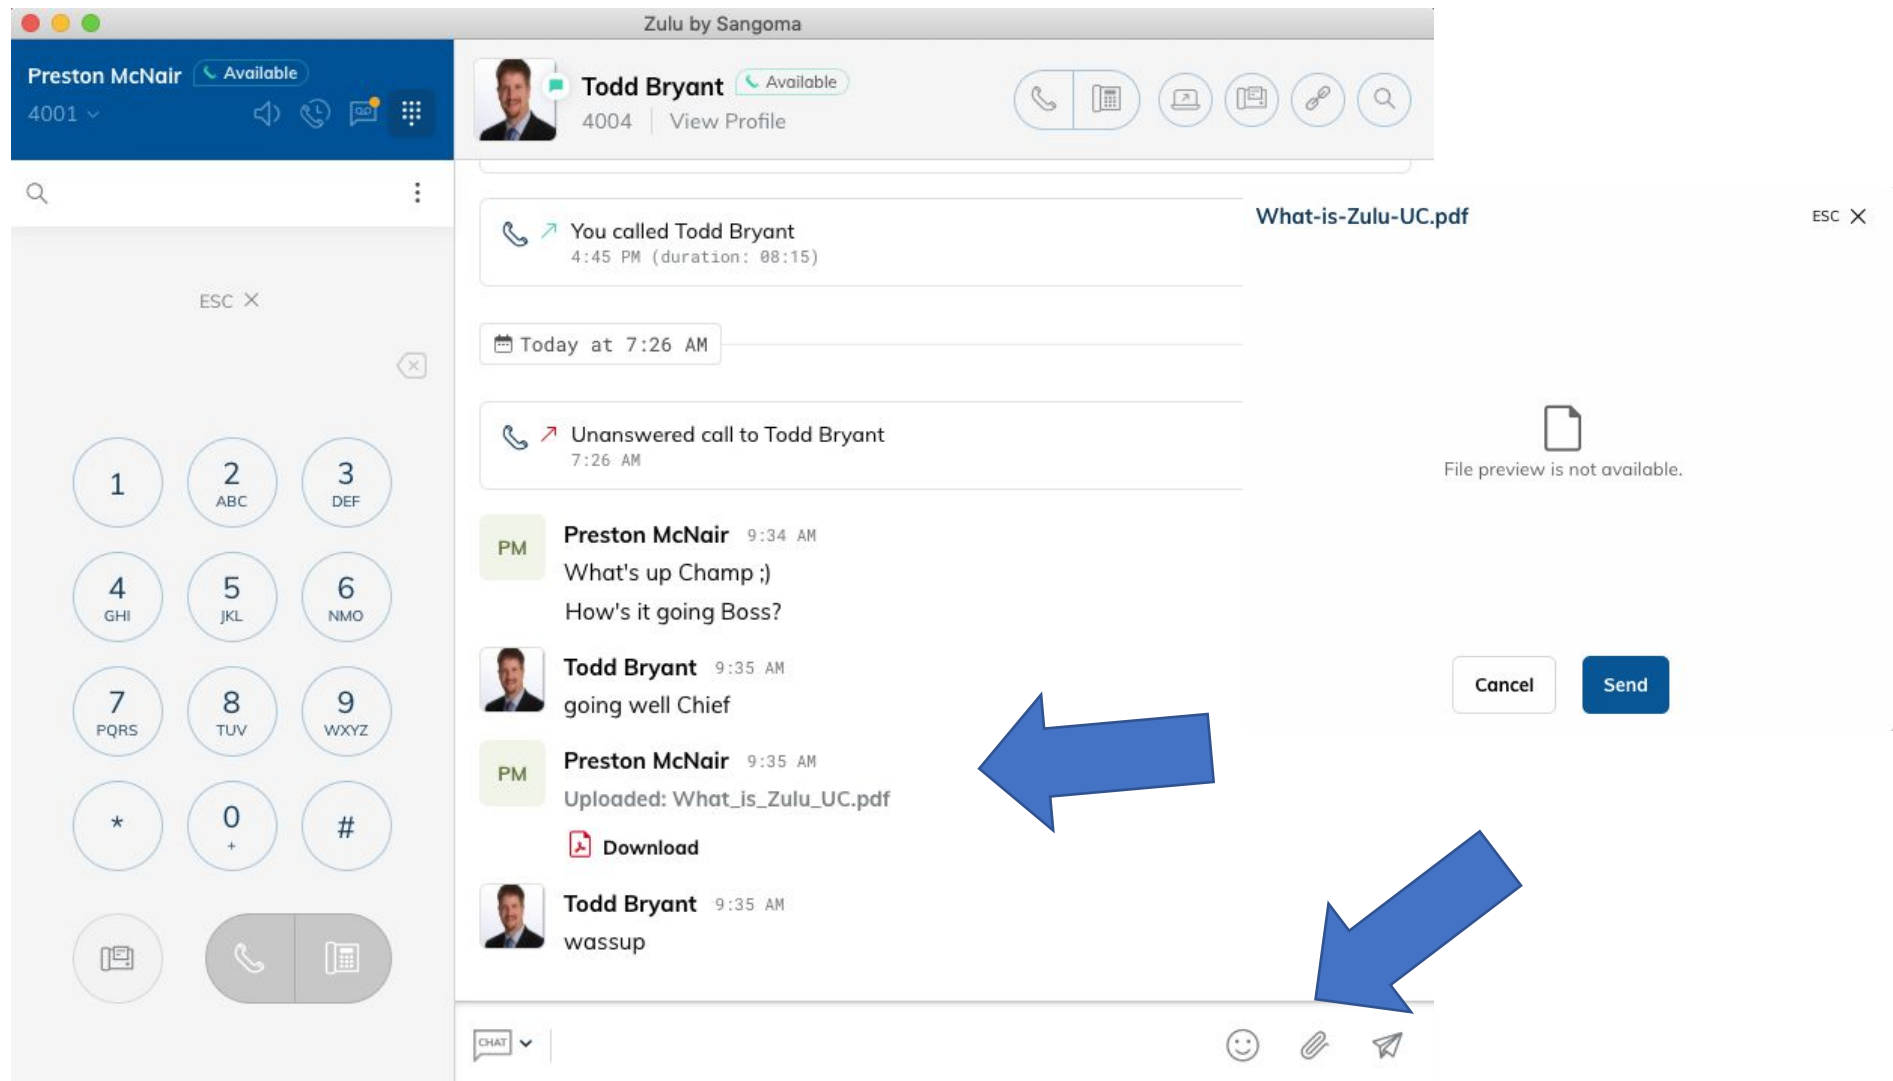 Zulu by Sangoma
Preston McNair Available
4001
Todd Bryant Available
4004 View Profile
You called Todd Bryant
4:45 PM (duration: 08:15)
What-is-Zulu-UC.pdf ESC X
ESC X
Today at 7:26 AM
Unanswered call to Todd Bryant
7:26 AM
File preview is not available.
Cancel Send
1
2 ABC
3 DEF
4 GHI
5 JKL
6 NMO
7 PQRS
8 TUV
9 WXYZ
*
0 +
#
PM
Preston McNair 9:34 AM
What's up Champ ;)
How's it going Boss?
Todd Bryant 9:35 AM
going well Chief
PM
Preston McNair 9:35 AM
Uploaded: What_is_Zulu_UC.pdf
Download
Todd Bryant 9:35 AM
wassup
CHAT